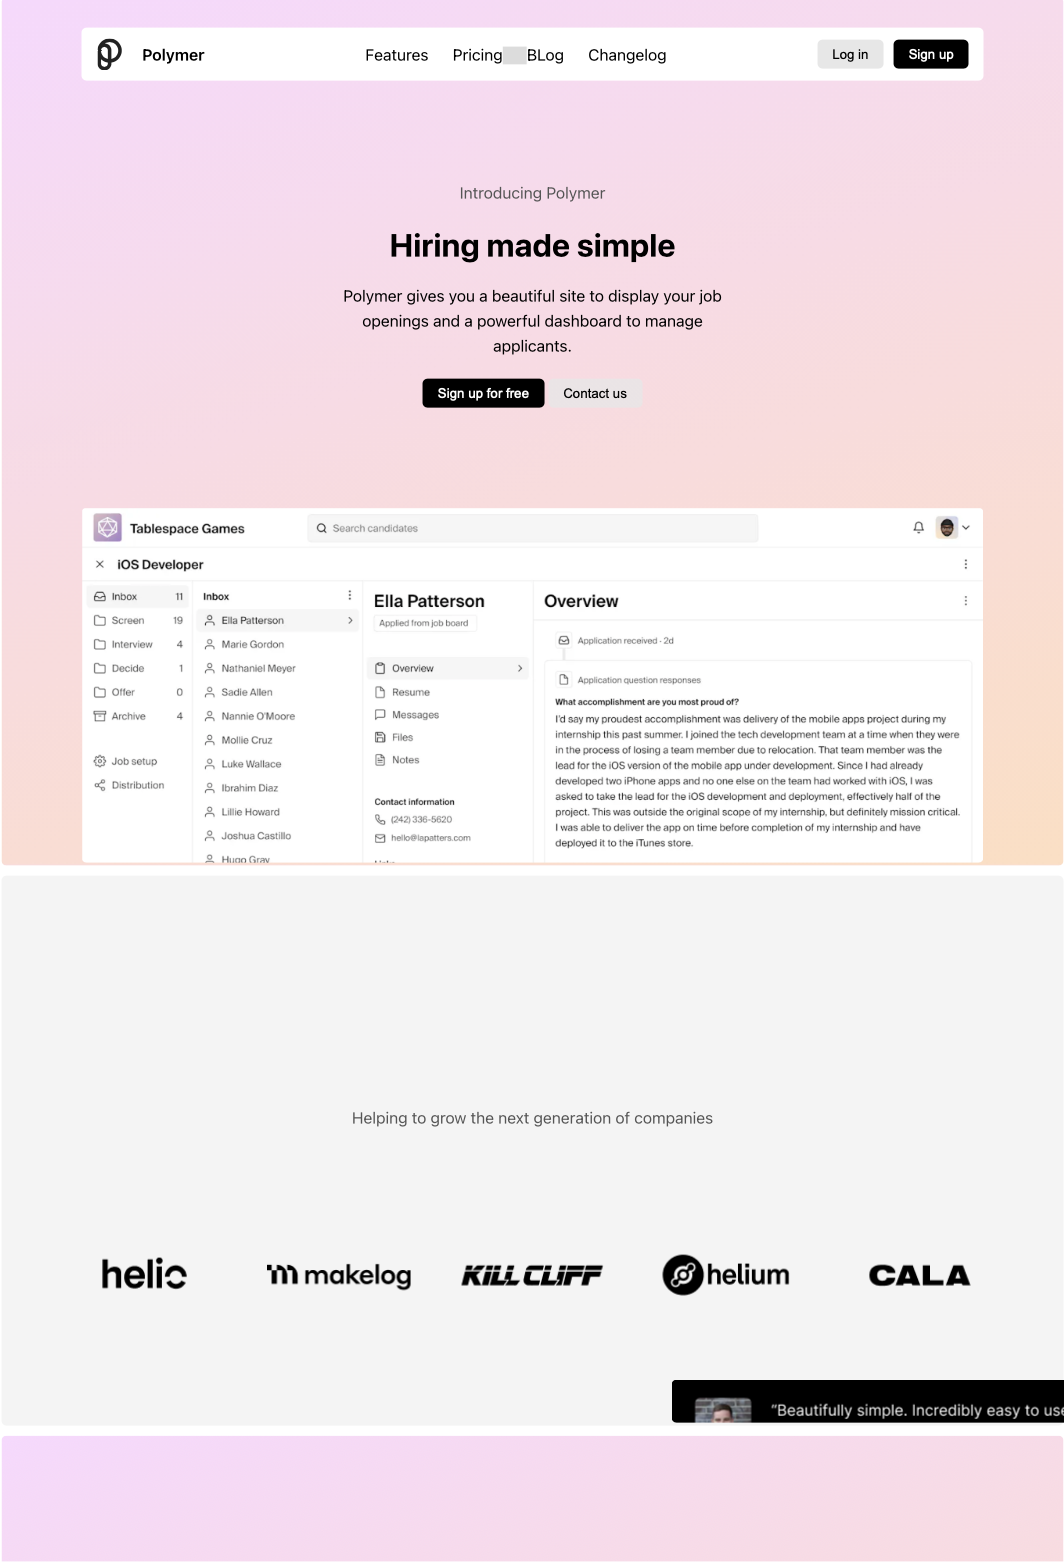 Polymer
Features
Pricing
BLog
Changelog
Log in
Sign up
Introducing Polymer
Hiring made simple
Polymer gives you a beautiful site to display your job
openings and a powerful dashboard to manage
applicants.
Sign up for free
Contact us
Tablespace Games
Search candidates
iOS Developer
Inbox 11
Screen 19
Interview 4
Decide 1
Offer 0
Archive 4
Job setup
Distribution
Inbox
Ella Patterson
Marie Gordon
Nathaniel Meyer
Sadie Allen
Nannie O'Moore
Mollie Cruz
Luke Wallace
Ibrahim Diaz
Lillie Howard
Joshua Castillo
Hugo Gray
Ella Patterson
Applied from job board
Overview
Resume
Messages
Files
Notes
Contact information
(242) 336-5620
hello@lapatters.com
Overview
Application received · 2d
Application question responses
What accomplishment are you most proud of?
I'd say my proudest accomplishment was delivery of the mobile apps project during my
internship this past summer. I joined the tech development team at a time when they were
in the process of losing a team member due to relocation. That team member was the
lead for the iOS version of the mobile app under development. Since I had already
developed two iPhone apps and no one else on the team had worked with iOS, I was
asked to take the lead for the iOS development and deployment, effectively half of the
project. This was outside the original scope of my internship, but definitely mission critical.
I was able to deliver the app on time before completion of my internship and have
deployed it to the iTunes store.
Helping to grow the next generation of companies
helio
makelog
KILL CLIFF
helium
CALA
“Beautifully simple. Incredibly easy to use